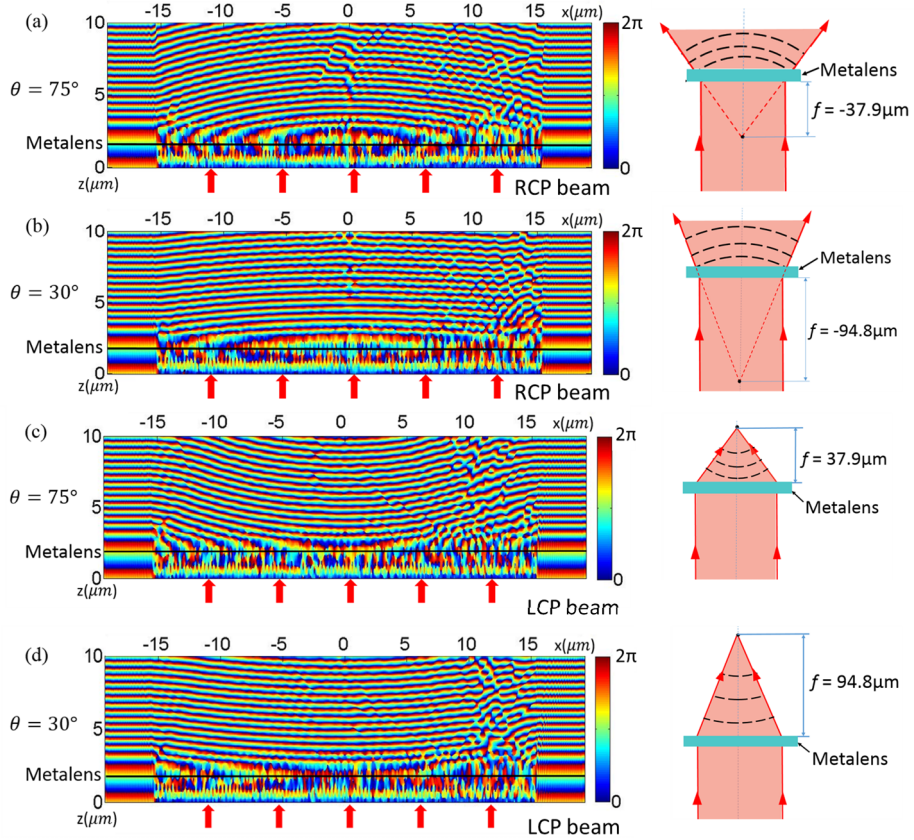 (a)
-15 -10 -5 0 5 10 15 x(μm)
10
5
0
z(μm)
θ = 75°
Metalens
2π
0
RCP beam
Metalens
f = -37.9μm
(b)
-15 -10 -5 0 5 10 15 x(μm)
10
5
0
z(μm)
θ = 30°
Metalens
2π
0
RCP beam
Metalens
f = -94.8μm
(c)
-15 -10 -5 0 5 10 15 x(μm)
10
5
0
z(μm)
θ = 75°
Metalens
2π
0
LCP beam
f = 37.9μm
Metalens
(d)
-15 -10 -5 0 5 10 15 x(μm)
10
5
0
z(μm)
θ = 30°
Metalens
2π
0
LCP beam
f = 94.8μm
Metalens